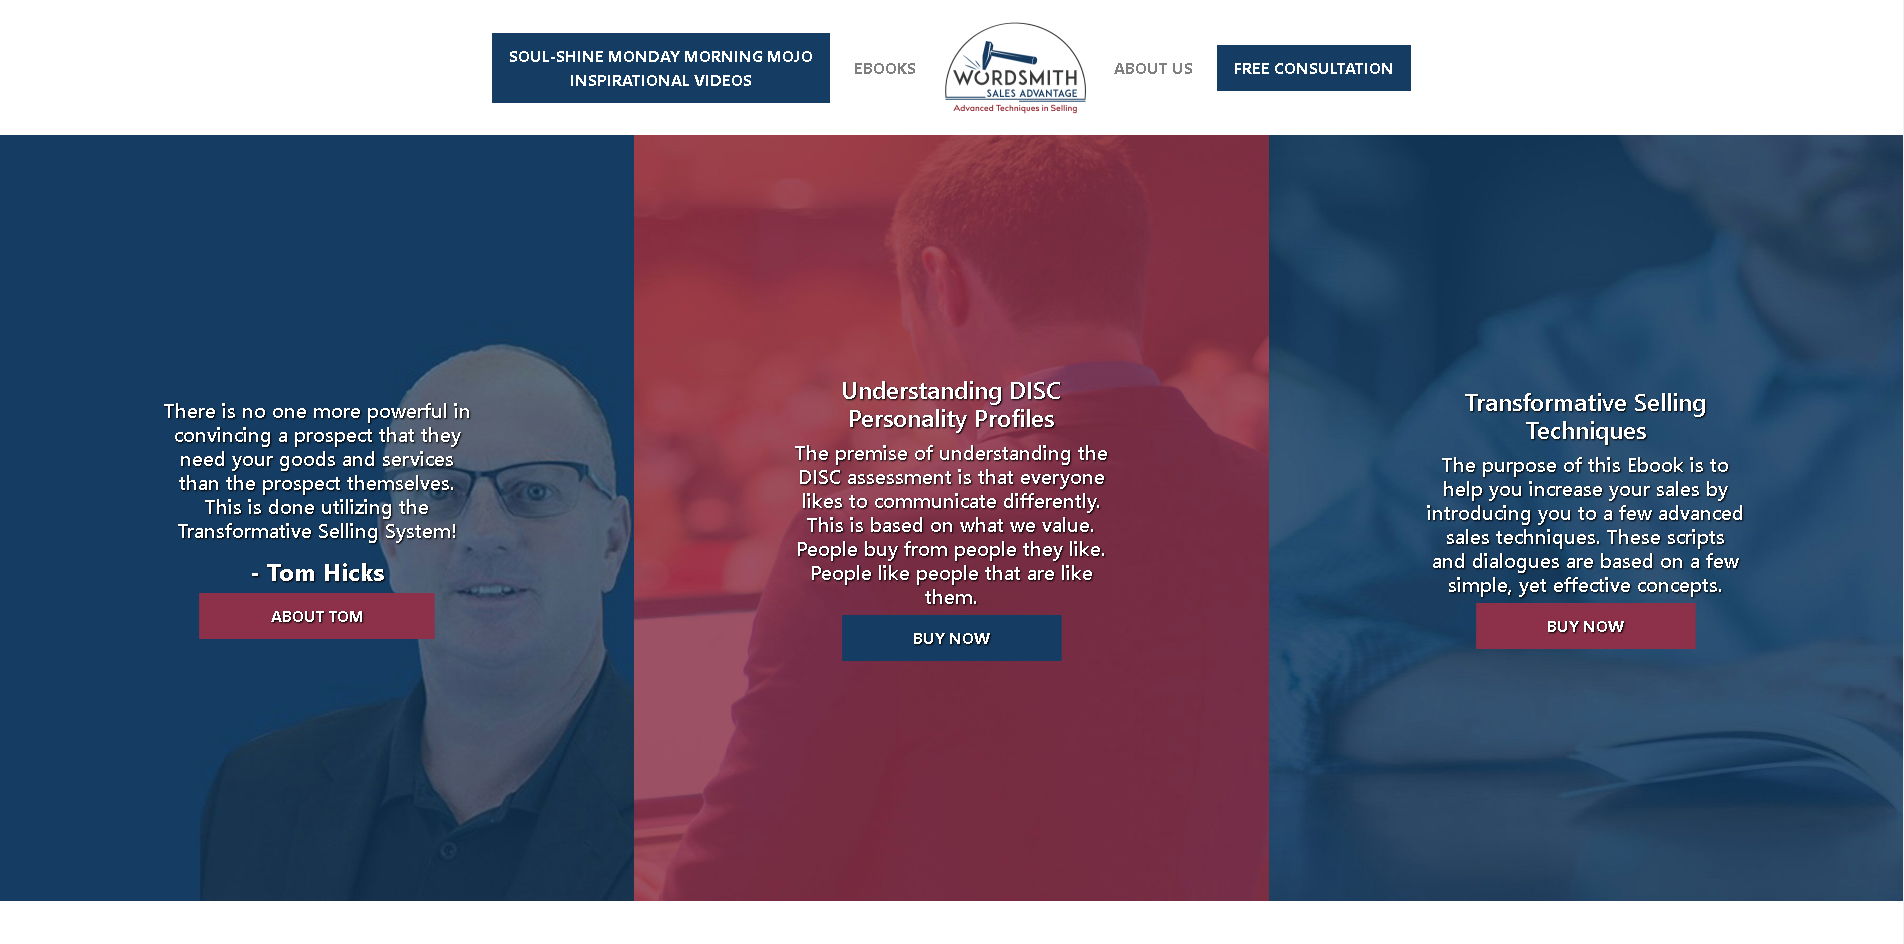 SOUL-SHINE MONDAY MORNING MOJO
INSPIRATIONAL VIDEOS
EBOOKS
WORDSMITH
SALES ADVANTAGE
Advanced Techniques in Selling
ABOUT US
FREE CONSULTATION
There is no one more powerful in
convincing a prospect that they
need your goods and services
than the prospect themselves.
This is done utilizing the
Transformative Selling System!
- Tom Hicks
ABOUT TOM
Understanding DISC
Personality Profiles
The premise of understanding the
DISC assessment is that everyone
likes to communicate differently.
This is based on what we value.
People buy from people they like.
People like people that are like
them.
BUY NOW
Transformative Selling
Techniques
The purpose of this Ebook is to
help you increase your sales by
introducing you to a few advanced
sales techniques. These scripts
and dialogues are based on a few
simple, yet effective concepts.
BUY NOW